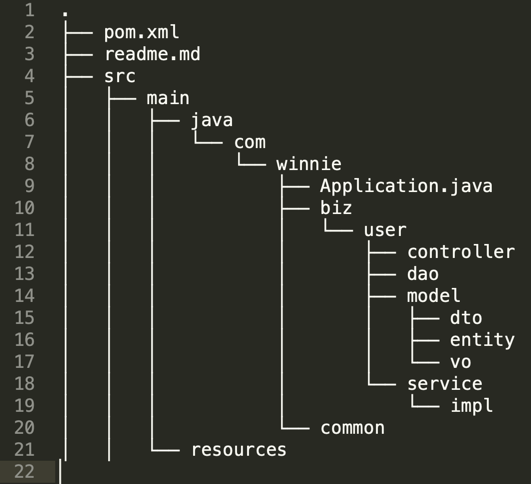 1 .
2 ├── pom.xml
3 ├── readme.md
4 ├── src
5 │   ├── main
6 │   │   ├── java
7 │   │   │   └── com
8 │   │   │       └── winnie
9 │   │   │           ├── Application.java
10 │   │   │           ├── biz
11 │   │   │           │   └── user
12 │   │   │           │       ├── controller
13 │   │   │           │       ├── dao
14 │   │   │           │       ├── model
15 │   │   │           │       │   ├── dto
16 │   │   │           │       │   ├── entity
17 │   │   │           │       │   └── vo
18 │   │   │           │       └── service
19 │   │   │           │           └── impl
20 │   │   │           └── common
21 │   │   └── resources
22